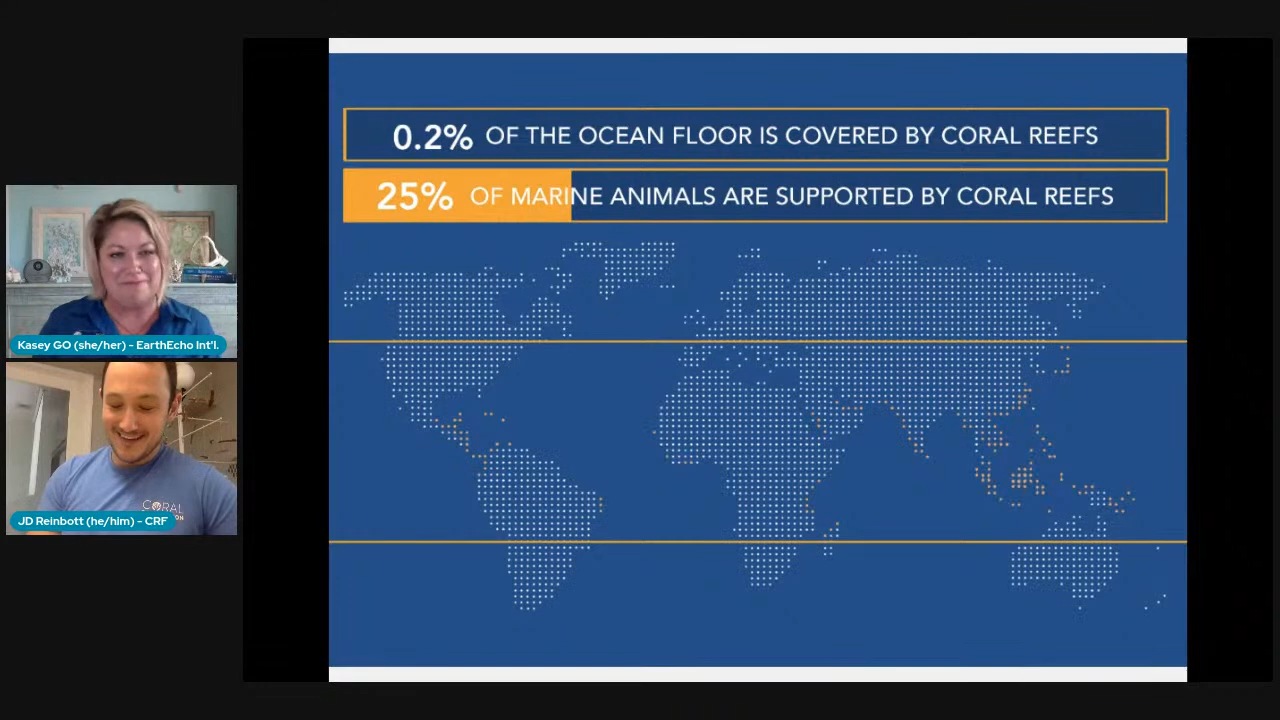 0.2% OF THE OCEAN FLOOR IS COVERED BY CORAL REEFS
25% OF MARINE ANIMALS ARE SUPPORTED BY CORAL REEFS
Kasey GO (she/her) - EarthEcho Int'l.
CORAL
JD Reinbott (he/him) - CRF